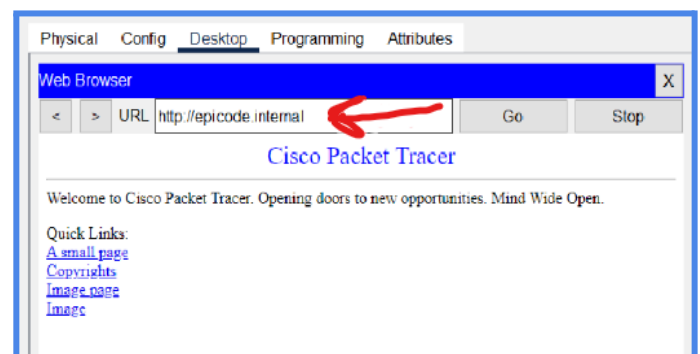 Physical Config Desktop Programming Attributes
Web Browser X
< > URL http://epicode.internal Go Stop
Cisco Packet Tracer
Welcome to Cisco Packet Tracer. Opening doors to new opportunities. Mind Wide Open.
Quick Links:
A small page
Copyrights
Image page
Image